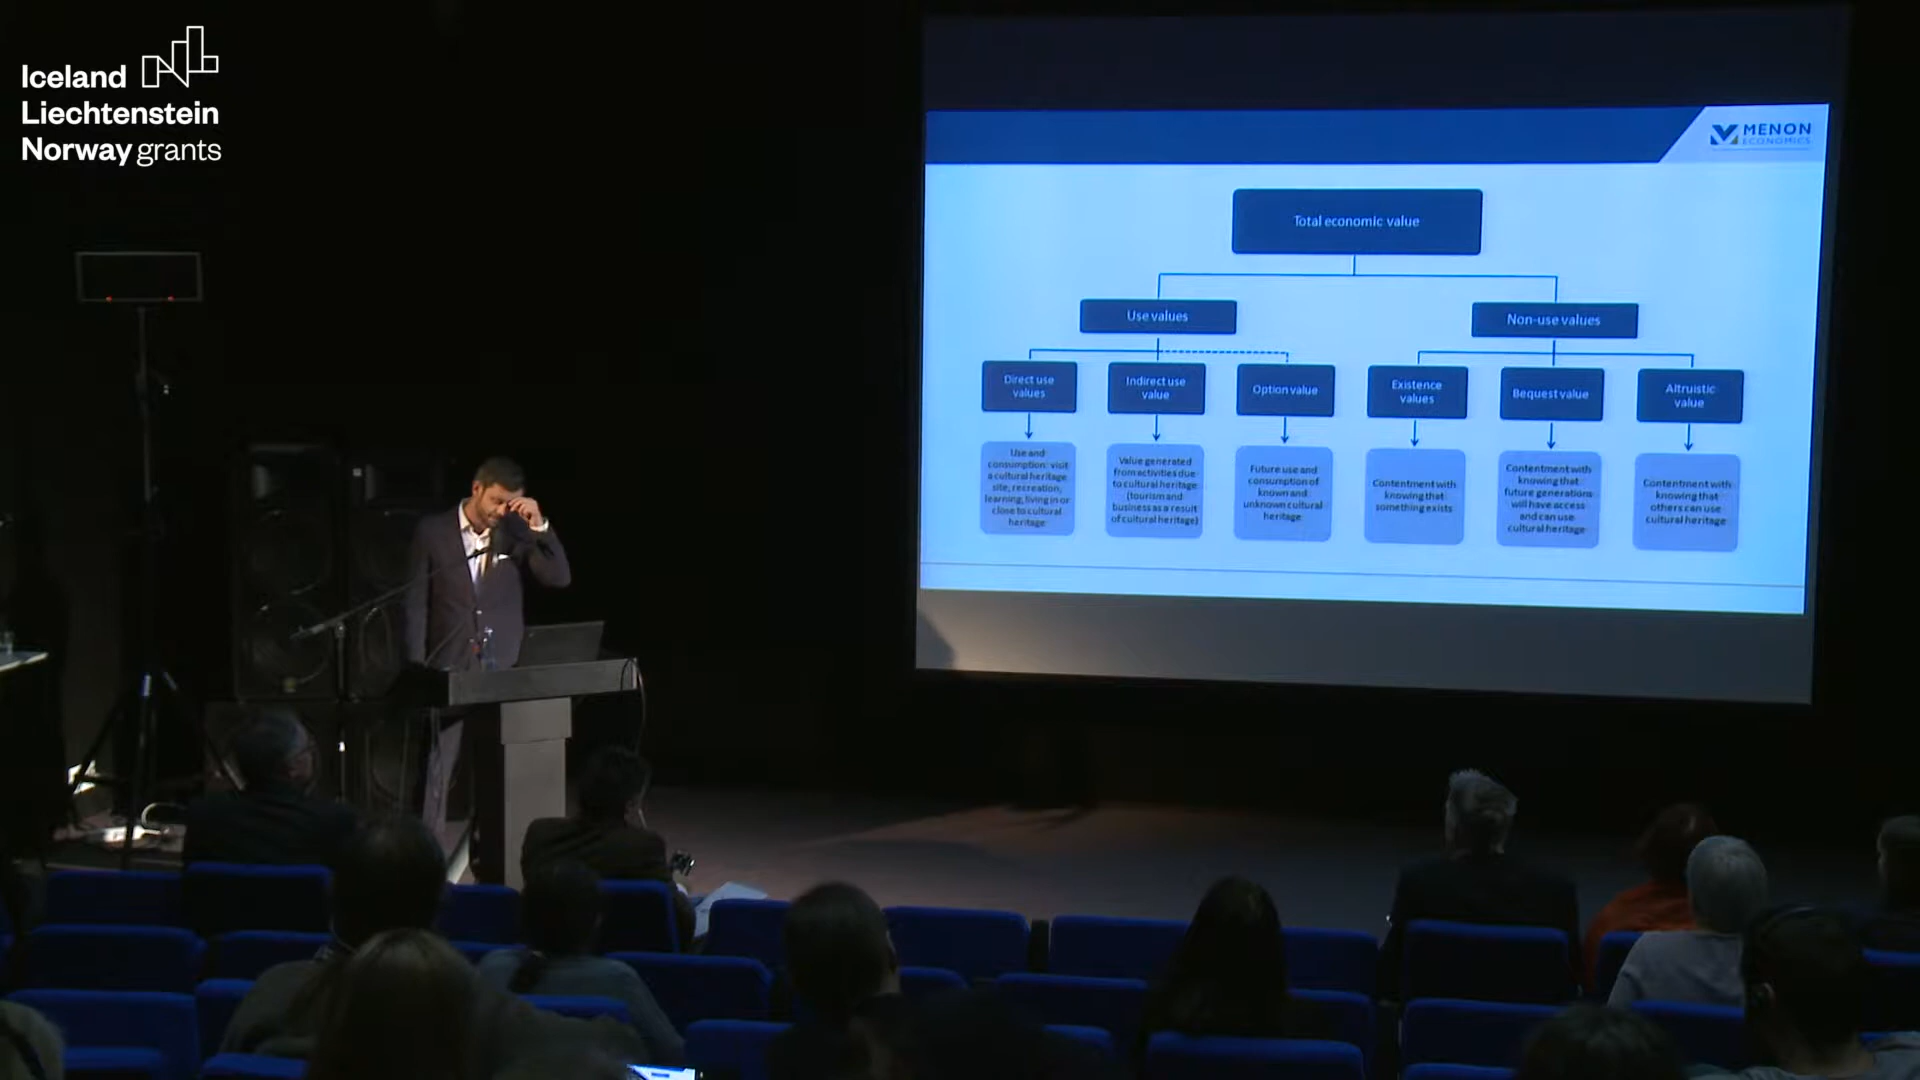 Iceland
Liechtenstein
Norway grants
MENON
ECONOMICS
Total economic value
Use values
Non-use values
Direct use
values
Indirect use
value
Option value
Existence
values
Bequest value
Altruistic
value
Use and
consumption: visit
a cultural heritage
site, recreation,
learning, living in or
close to cultural
heritage
Value generated
from activities due
to cultural heritage
(tourism and
business as a result
of cultural heritage)
Future use and
consumption of
known and
unknown cultural
heritage
Contentment with
knowing that
something exists
Contentment with
knowing that
future generations
will have access
and can use
cultural heritage
Contentment with
knowing that
others can use
cultural heritage